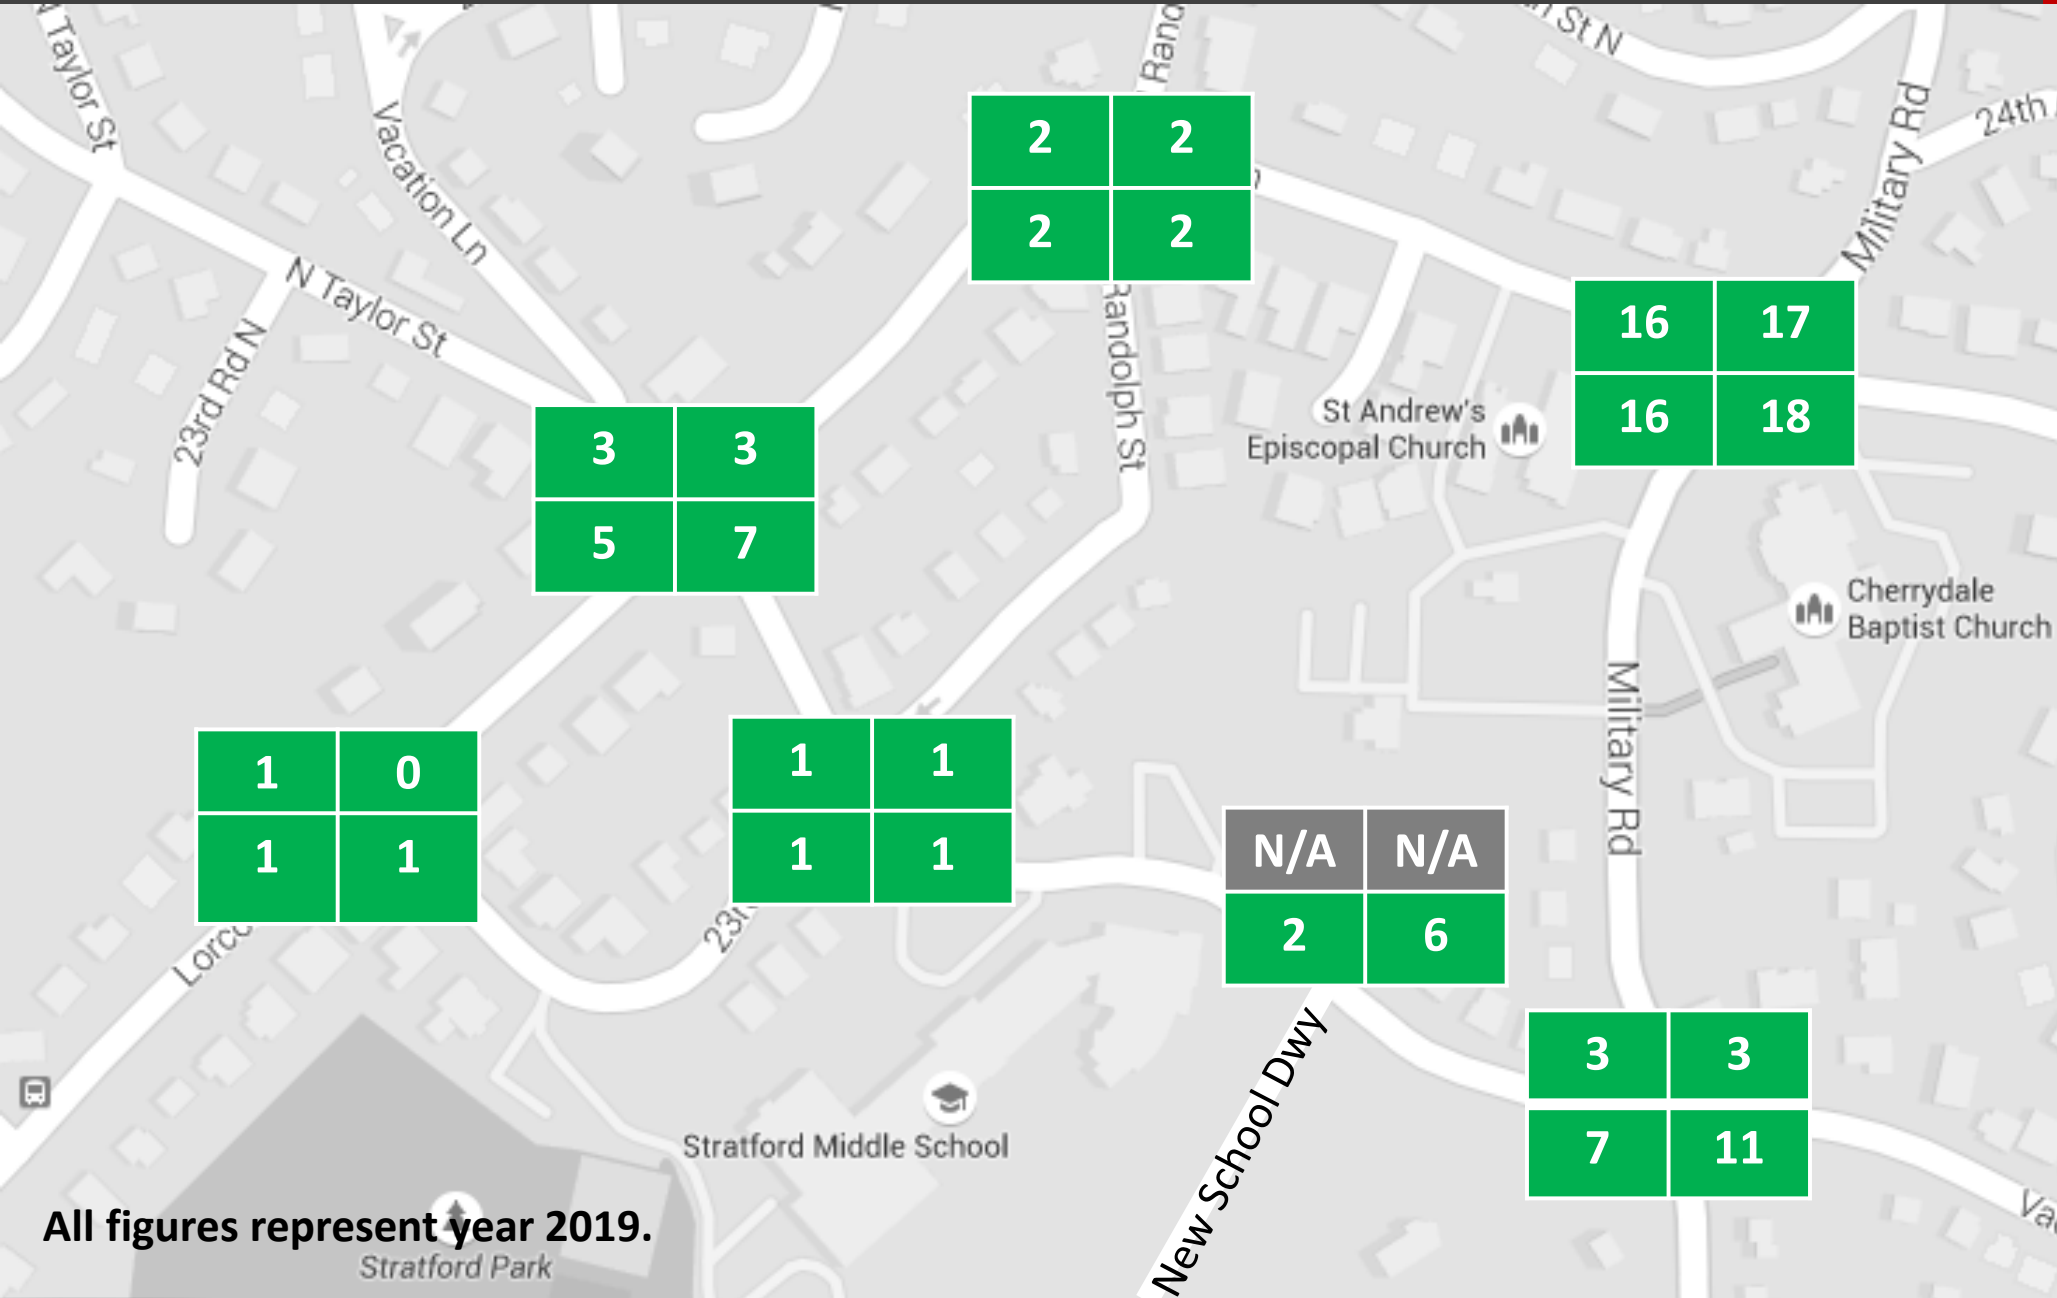 N Taylor St
Vacation Ln
Rand
St N
Military Rd
24th
2 2
2 2
N Taylor St
23rd Rd N
Randolph St
16 17
16 18
St Andrew's
Episcopal Church
3 3
5 7
Cherrydale
Baptist Church
Military Rd
1 0
1 1
1 1
1 1
N/A N/A
2 6
23r
Lorcc
New School Dwy
3 3
7 11
Stratford Middle School
All figures represent year 2019.
Stratford Park
Va